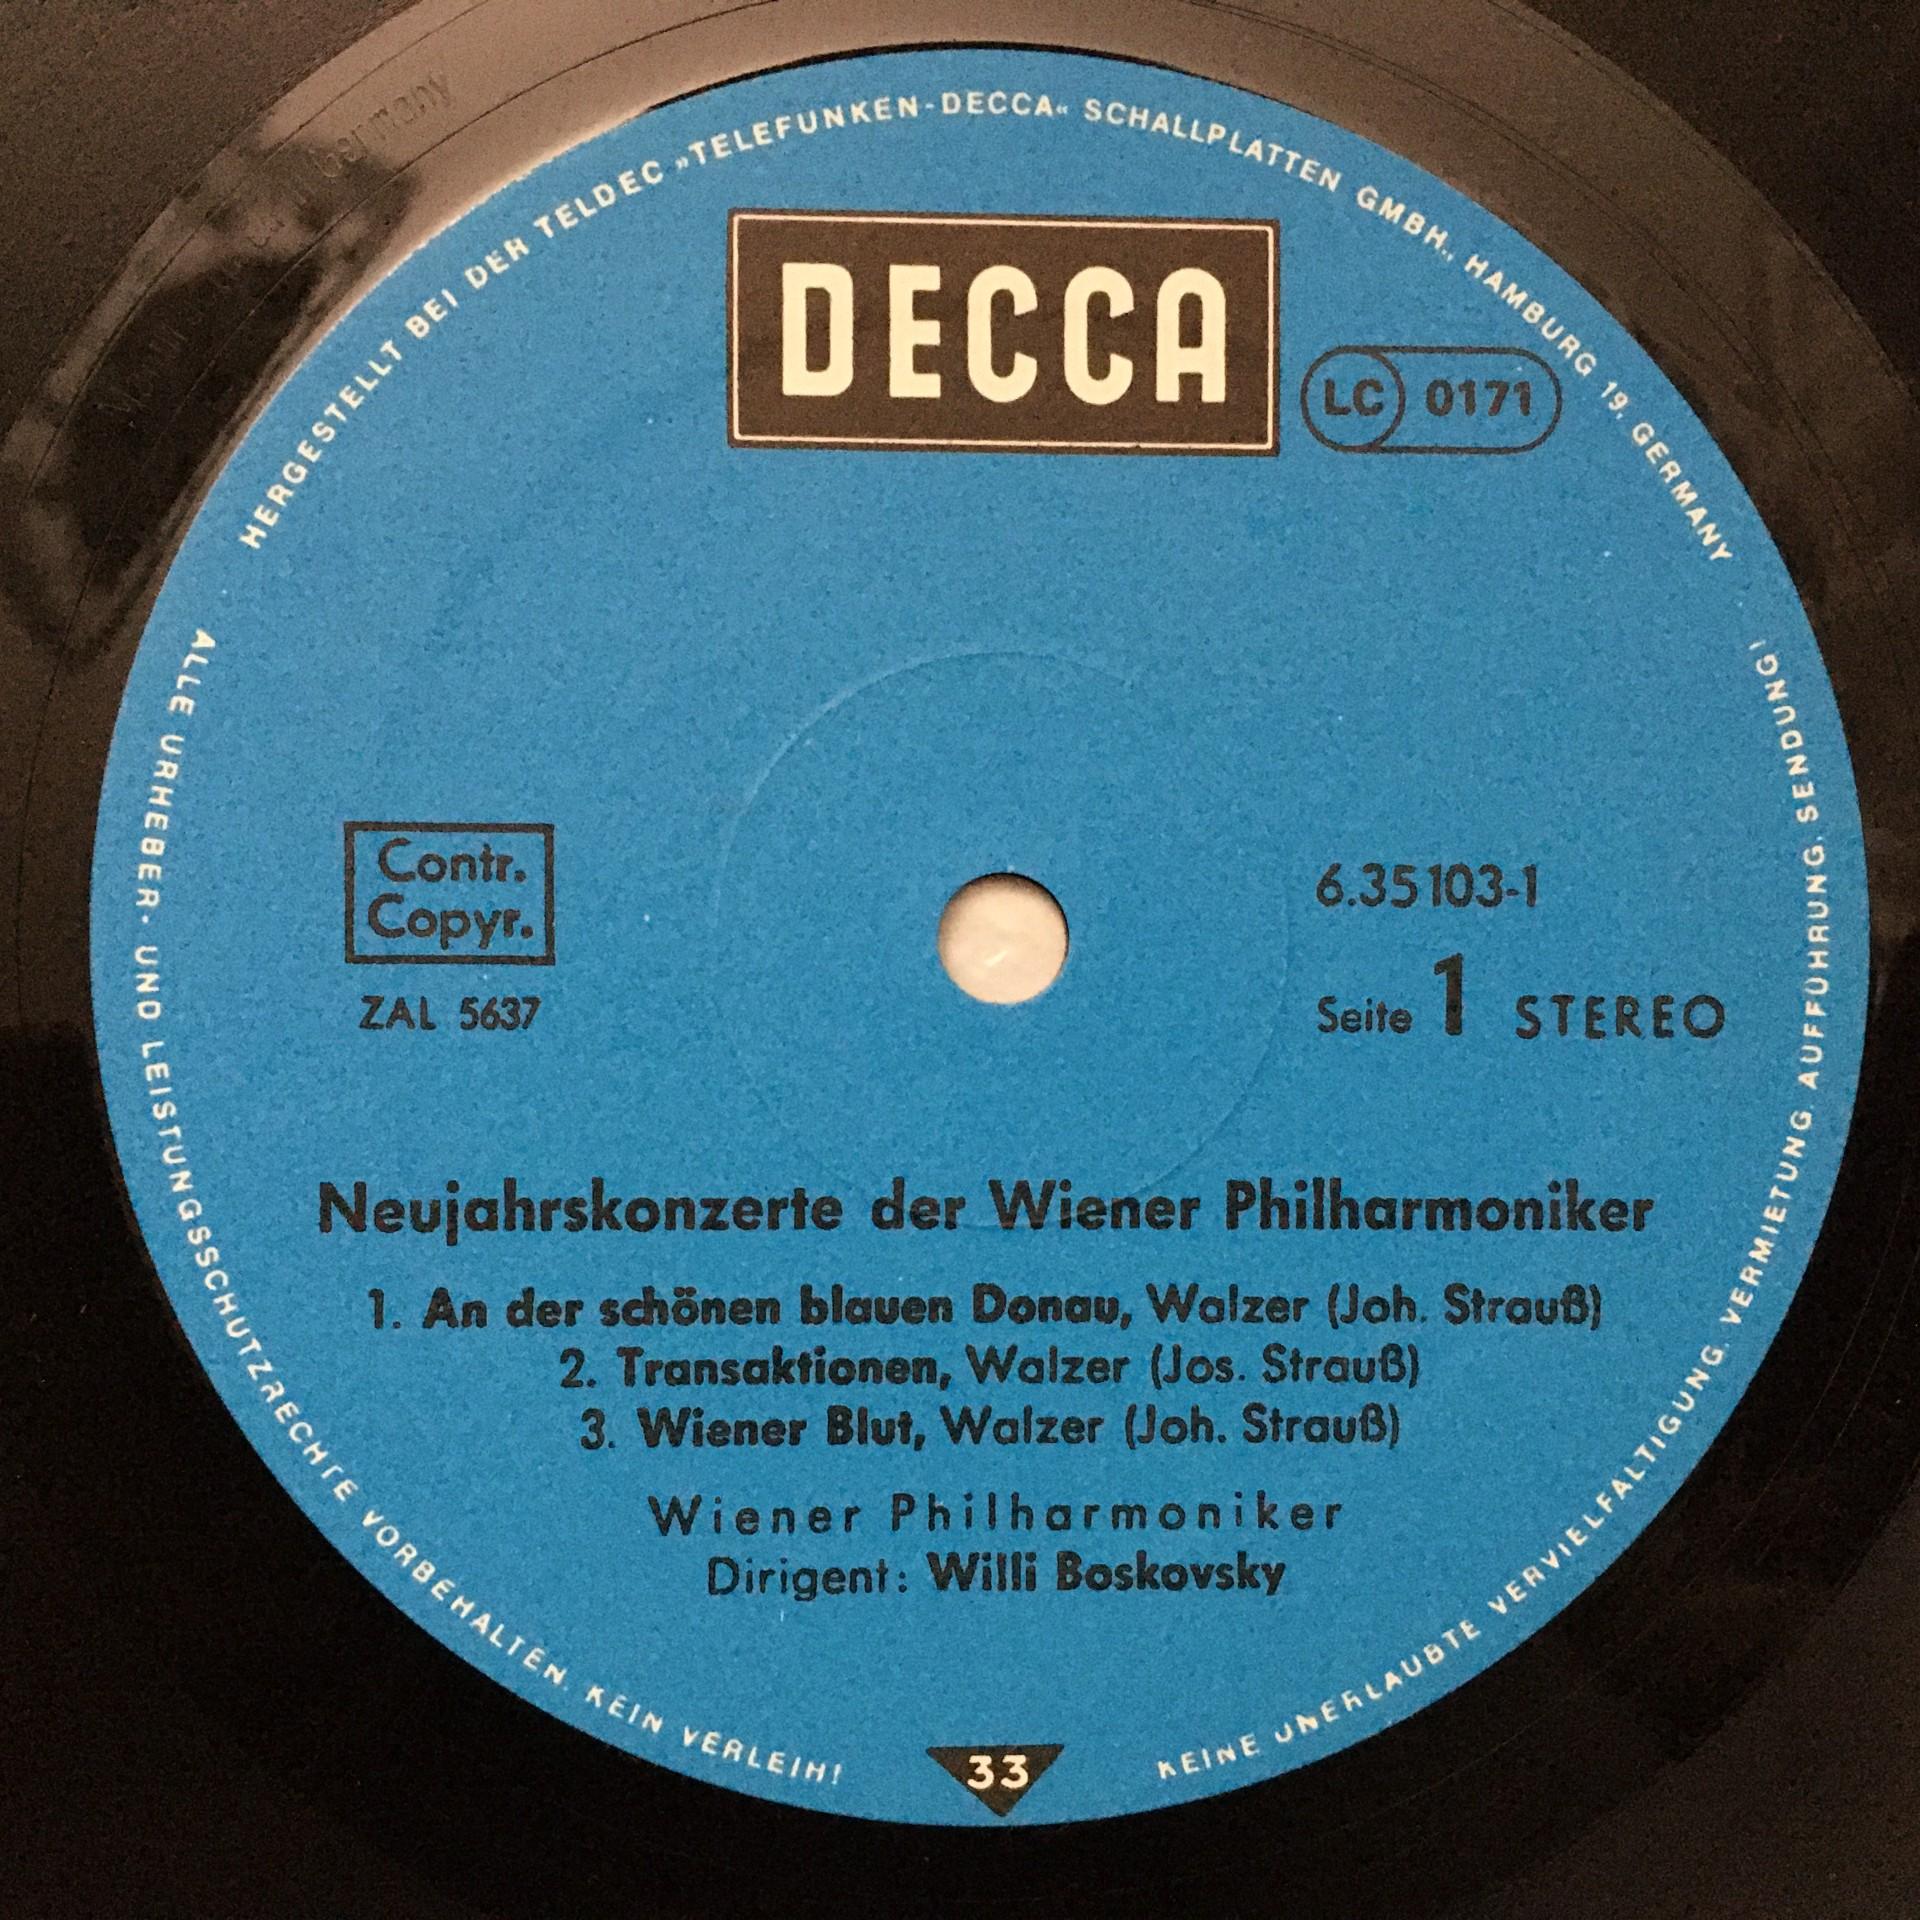 HERGESTELLT BEI DER TELDEC »TELEFUNKEN-DECCA« SCHALLPLATTEN GMBH., HAMBURG 19, GERMANY
DECCA
LC 0171
Contr.
Copyr.
ZAL 5637
6.35103-1
Seite 1 STEREO
Neujahrskonzerte der Wiener Philharmoniker
1. An der schönen blauen Donau, Walzer (Joh. Strauß)
2. Transaktionen, Walzer (Jos. Strauß)
3. Wiener Blut, Walzer (Joh. Strauß)
Wiener Philharmoniker
Dirigent: Willi Boskovsky
33
ALLE URHEBER- UND LEISTUNGSSCHUTZRECHTE VORBEHALTEN. KEIN VERLEIH!
KEINE UNERLAUBTE VERVIELFALTIGUNG, VERMIETUNG, AUFFUHRUNG, SENDUNG!
Germany